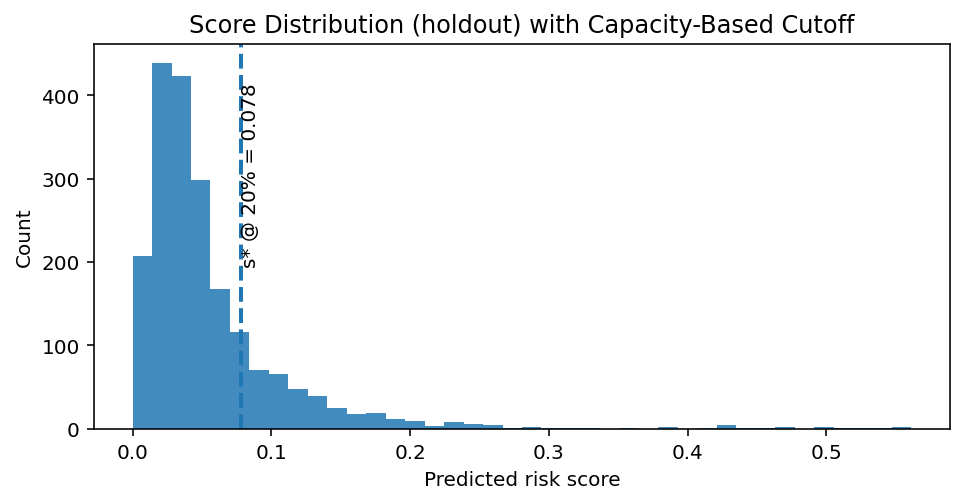 Score Distribution (holdout) with Capacity-Based Cutoff
Count
400
300
200
100
0
s* @ 20% = 0.078
0.0 0.1 0.2 0.3 0.4 0.5
Predicted risk score